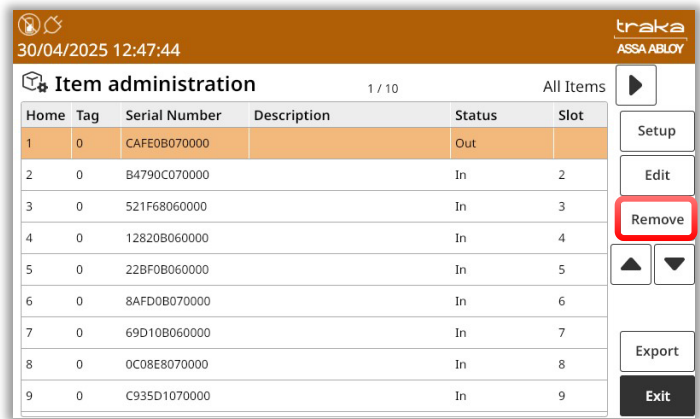 traka
30/04/2025 12:47:44
ASSA ABLOY
Item administration 1 / 10 All Items
Home Tag Serial Number Description Status Slot
1 0 CAFE0B070000 Out
2 0 B4790C070000 In 2
3 0 521F68060000 In 3
4 0 12820B060000 In 4
5 0 22BF0B060000 In 5
6 0 8AFD0B070000 In 6
7 0 69D10B060000 In 7
8 0 0C08E8070000 In 8
9 0 C935D1070000 In 9
Setup
Edit
Remove
Export
Exit